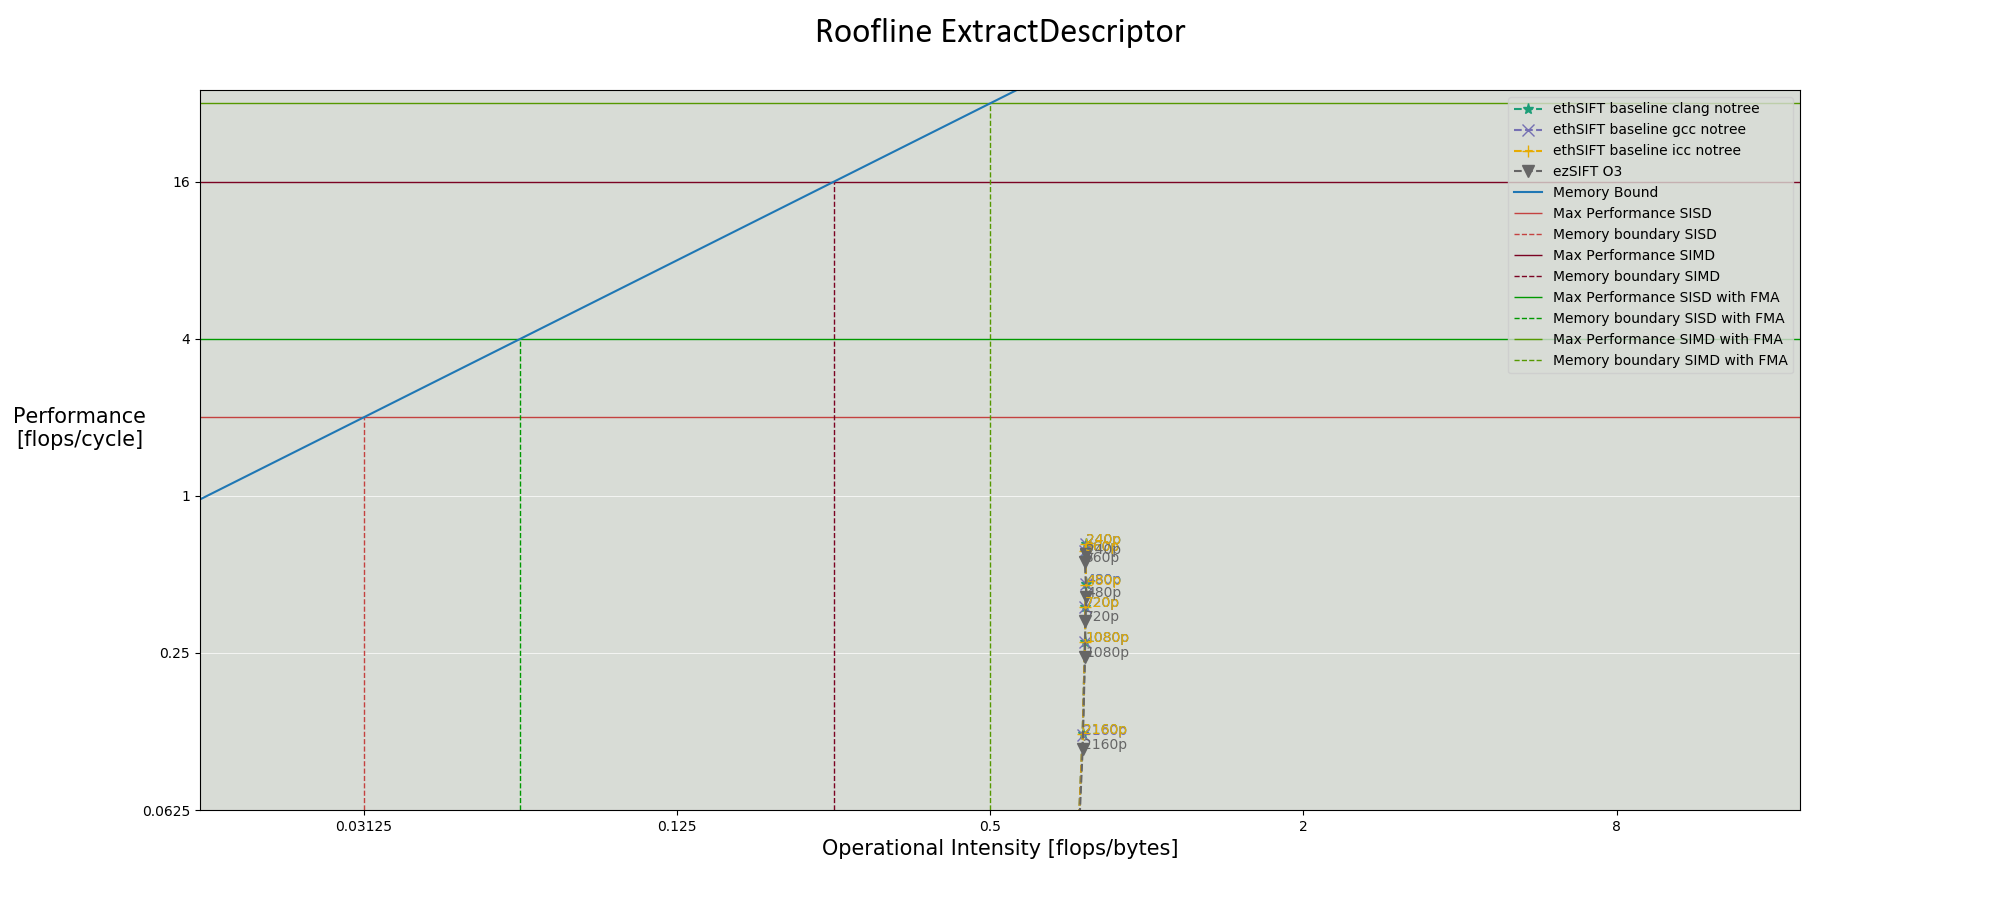 Roofline ExtractDescriptor
ethSIFT baseline clang notree
ethSIFT baseline gcc notree
ethSIFT baseline icc notree
ezSIFT O3
Memory Bound
Max Performance SISD
Memory boundary SISD
Max Performance SIMD
Memory boundary SIMD
Max Performance SISD with FMA
Memory boundary SISD with FMA
Max Performance SIMD with FMA
Memory boundary SIMD with FMA
16
4
1
0.25
0.0625
Performance
[flops/cycle]
240p
240p
360p
480p
480p
720p
720p
1080p
1080p
2160p
2160p
0.03125
0.125
0.5
2
8
Operational Intensity [flops/bytes]